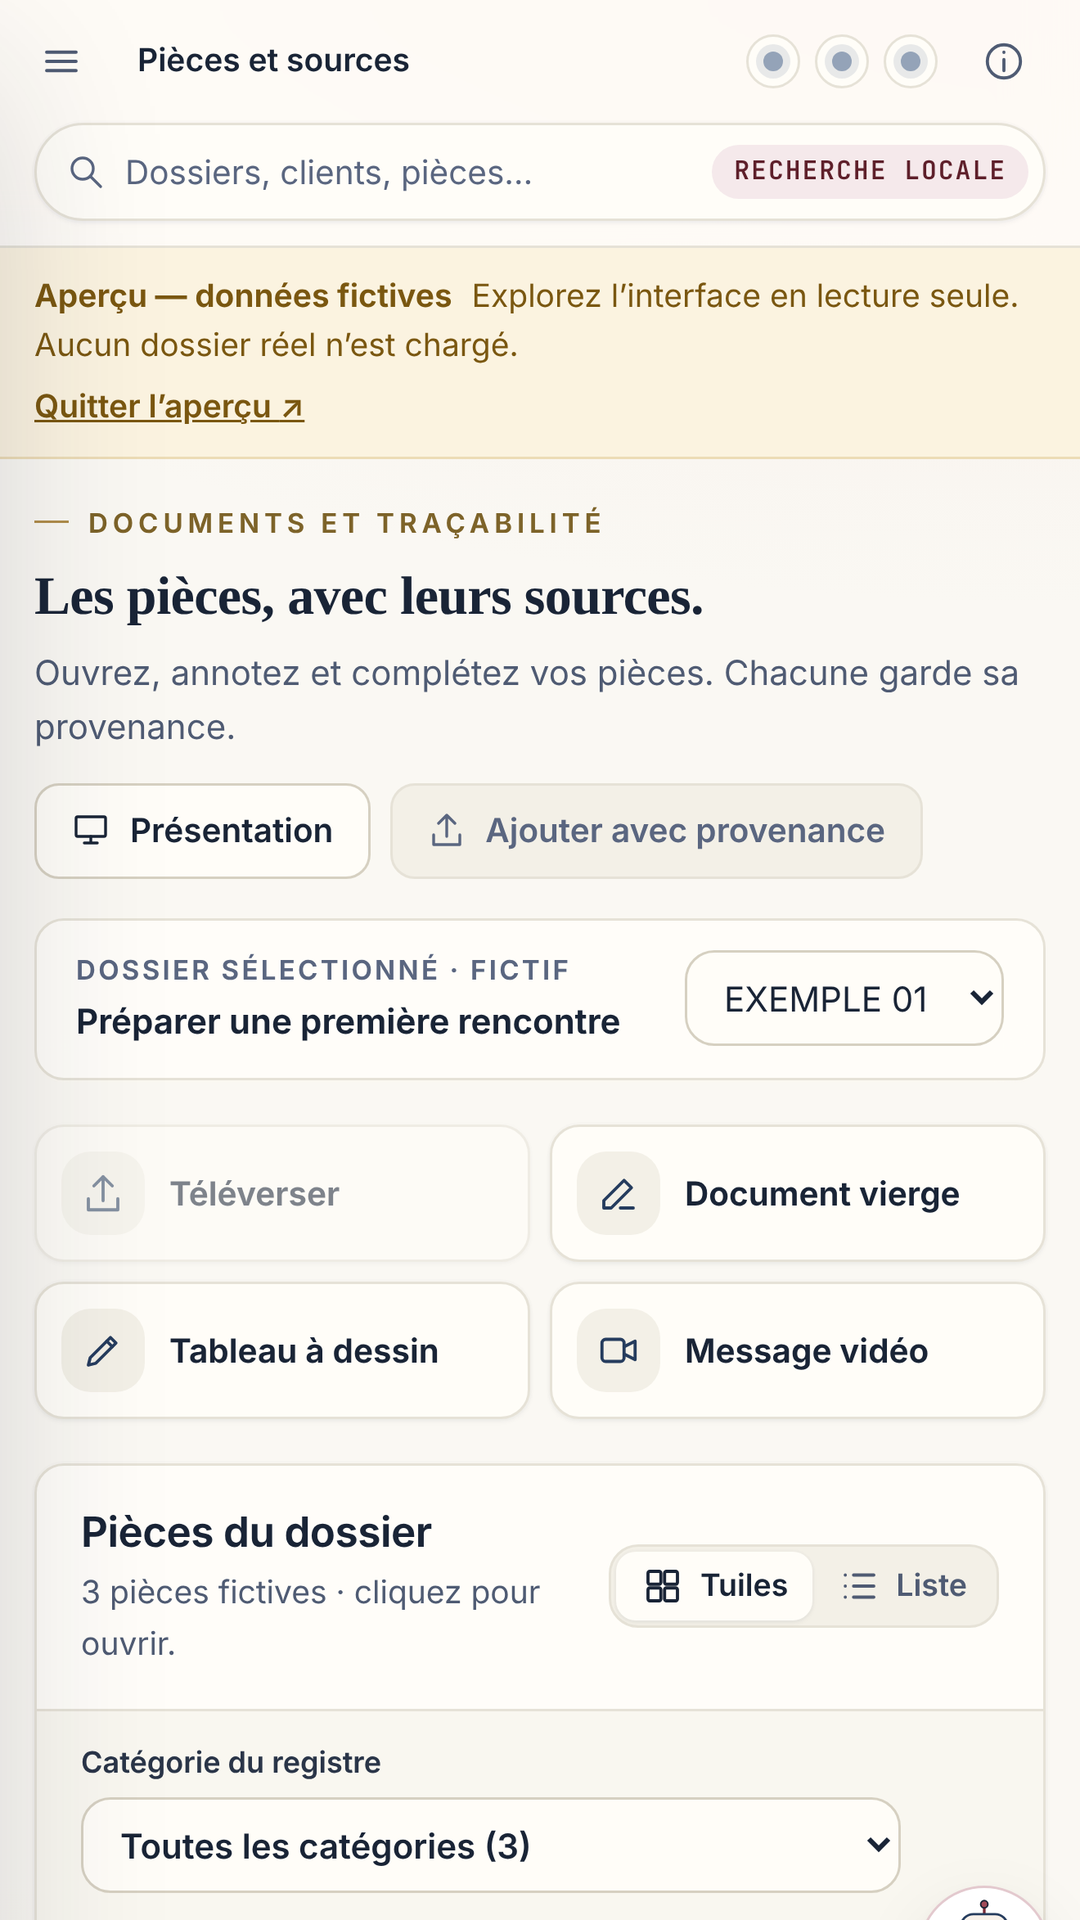 Pièces et sources
Dossiers, clients, pièces...
RECHERCHE LOCALE
Aperçu — données fictives Explorez l’interface en lecture seule.
Aucun dossier réel n’est chargé.
Quitter l’aperçu ↗
DOCUMENTS ET TRAÇABILITÉ
Les pièces, avec leurs sources.
Ouvrez, annotez et complétez vos pièces. Chacune garde sa
provenance.
Présentation
Ajouter avec provenance
DOSSIER SÉLECTIONNÉ · FICTIF
Préparer une première rencontre
EXEMPLE 01
Téléverser
Document vierge
Tableau à dessin
Message vidéo
Pièces du dossier
3 pièces fictives · cliquez pour
ouvrir.
Tuiles
Liste
Catégorie du registre
Toutes les catégories (3)